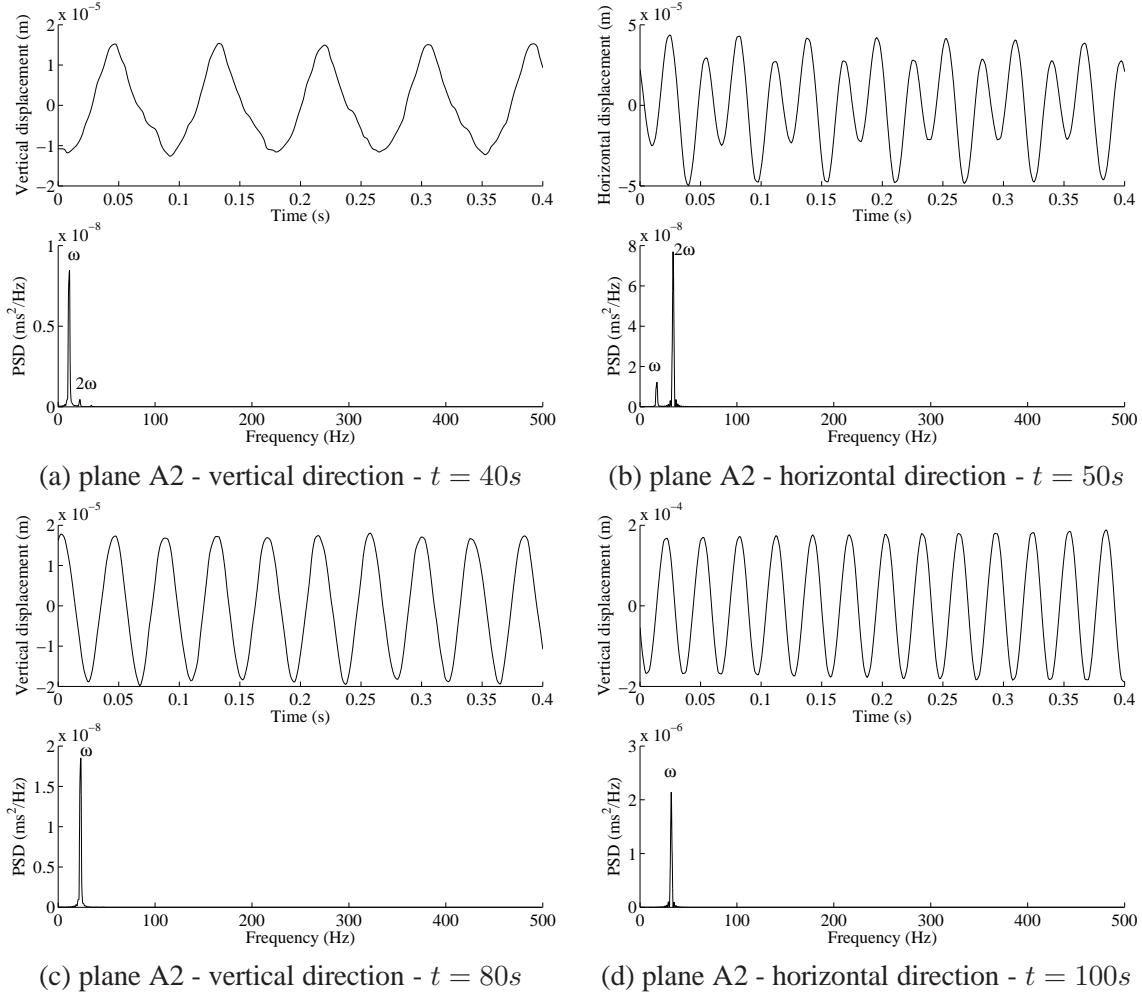 x 10⁻⁵
Vertical displacement (m)
2
1
0
−1
−2
0 0.05 0.1 0.15 0.2 0.25 0.3 0.35 0.4
Time (s)
x 10⁻⁸
PSD (ms²/Hz)
1
0.5
0
ω
2ω
0 100 200 300 400 500
Frequency (Hz)
(a) plane A2 - vertical direction - t = 40s
x 10⁻⁵
Horizontal displacement (m)
5
0
−5
0 0.05 0.1 0.15 0.2 0.25 0.3 0.35 0.4
Time (s)
x 10⁻⁸
PSD (ms²/Hz)
8
6
4
2
0
2ω
ω
0 100 200 300 400 500
Frequency (Hz)
(b) plane A2 - horizontal direction - t = 50s
x 10⁻⁵
Vertical displacement (m)
2
1
0
−1
−2
0 0.05 0.1 0.15 0.2 0.25 0.3 0.35 0.4
Time (s)
x 10⁻⁸
PSD (ms²/Hz)
2
1.5
1
0.5
0
ω
0 100 200 300 400 500
Frequency (Hz)
(c) plane A2 - vertical direction - t = 80s
x 10⁻⁴
Vertical displacement (m)
2
0
−2
0 0.05 0.1 0.15 0.2 0.25 0.3 0.35 0.4
Time (s)
x 10⁻⁶
PSD (ms²/Hz)
3
2
1
0
ω
0 100 200 300 400 500
Frequency (Hz)
(d) plane A2 - horizontal direction - t = 100s